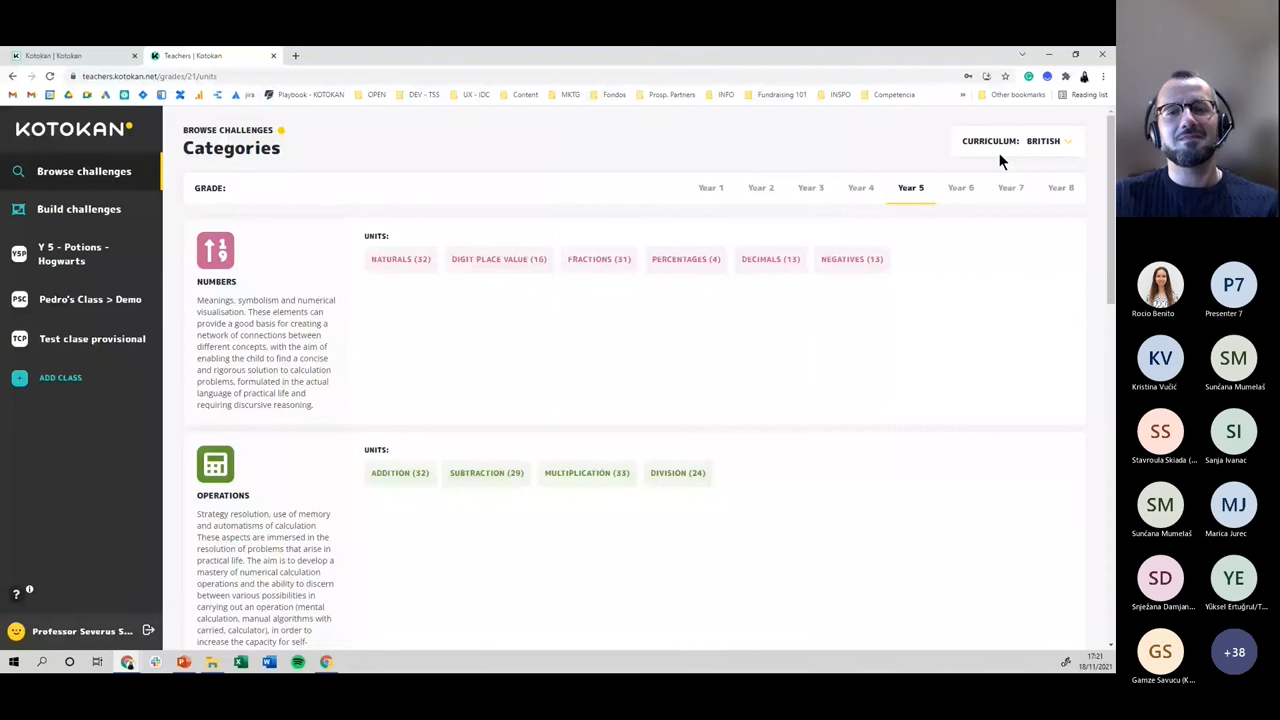 Kotokan | Kotokan
Teachers | Kotokan
teachers.kotokan.net/grades/21/units
jira
Playbook - KOTOKAN
OPEN
DEV - TSS
UX - IDC
Content
MKTG
Fondos
Prosp. Partners
INFO
Fundraising 101
INSPO
Competencia
»
Other bookmarks
Reading list
KOTOKAN
Browse challenges
Build challenges
Y5P
Y 5 - Potions -
Hogwarts
PSC
Pedro's Class > Demo
TCP
Test clase provisional
+ ADD CLASS
?
Professor Severus S...
BROWSE CHALLENGES
Categories
CURRICULUM: BRITISH
GRADE:
Year 1 Year 2 Year 3 Year 4 Year 5 Year 6 Year 7 Year 8
NUMBERS
Meanings, symbolism and numerical
visualisation. These elements can
provide a good basis for creating a
network of connections between
different concepts, with the aim of
enabling the child to find a concise
and rigorous solution to calculation
problems, formulated in the actual
language of practical life and
requiring discursive reasoning.
UNITS:
NATURALS (32) DIGIT PLACE VALUE (16) FRACTIONS (31) PERCENTAGES (4) DECIMALS (13) NEGATIVES (13)
OPERATIONS
Strategy resolution, use of memory
and automatisms of calculation.
These aspects are immersed in the
resolution of problems that arise in
practical life. The aim is to develop a
mastery of numerical calculation
operations and the ability to discern
between various possibilities in
carrying out an operation (mental
calculation, manual algorithms with
carried, calculator), in order to
increase the capacity for self-
UNITS:
ADDITION (32) SUBTRACTION (29) MULTIPLICATION (33) DIVISION (24)
17:21
18/11/2021
Rocio Benito
P7
Presenter 7
KV
Kristina Vučić
SM
Sunčana Mumelaš
SS
Stavroula Skiada (...
SI
Sanja Ivanac
SM
Sunčana Mumelaš
MJ
Marica Jurec
SD
Snježana Damjan...
YE
Yüksel Ertuğrul/T...
GS
Gamze Savucu (K...
+38